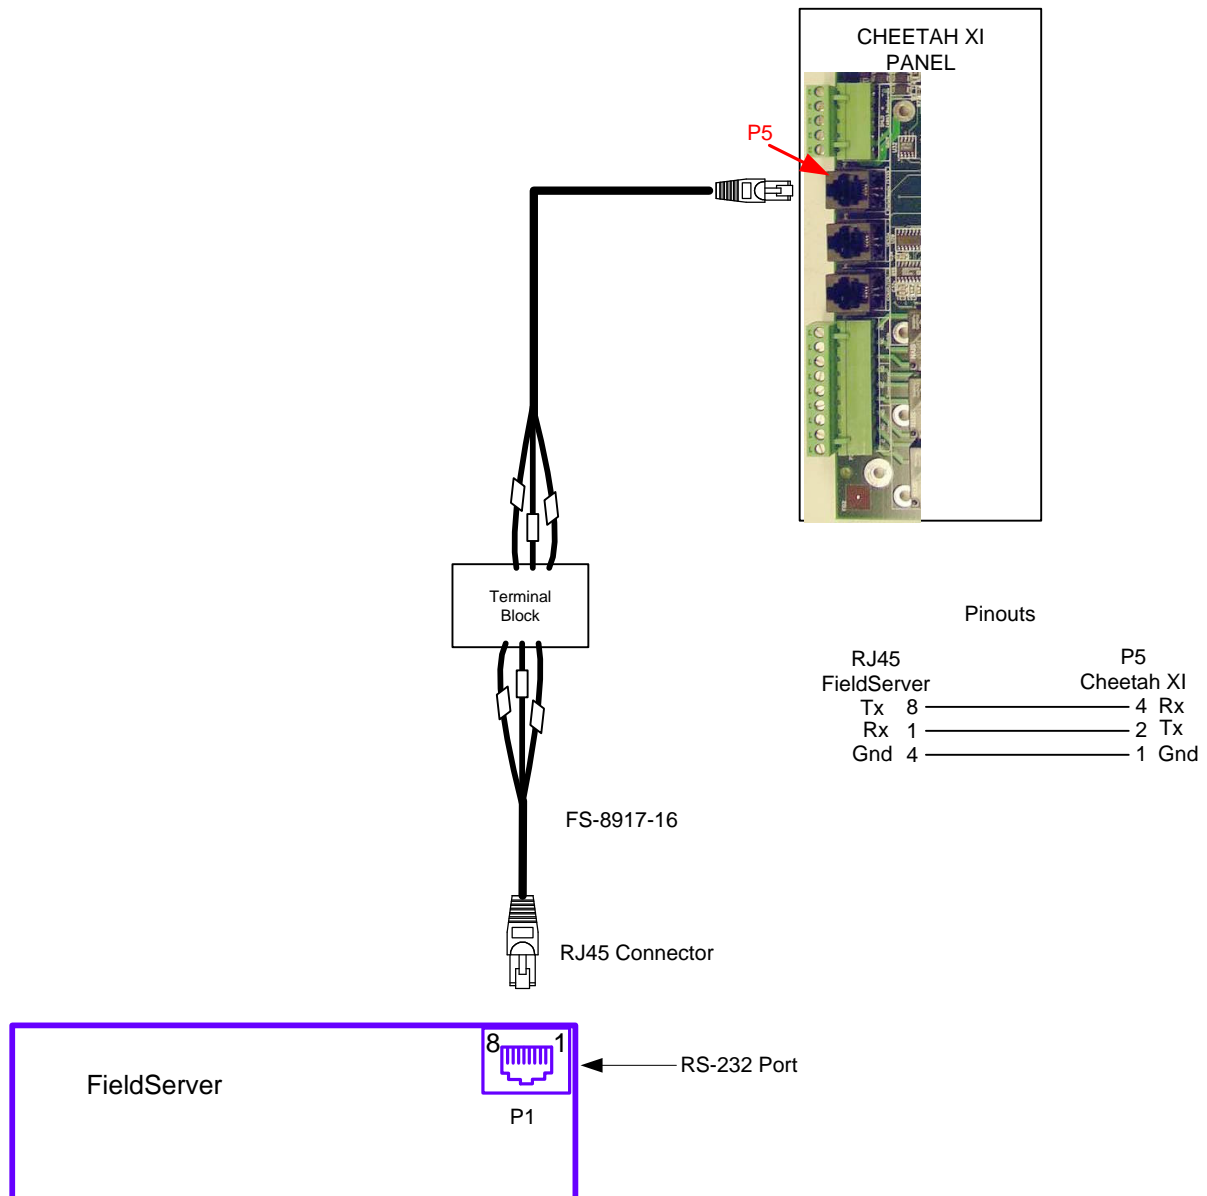 CHEETAH XI
PANEL
P5
Terminal
Block
Pinouts
RJ45 P5
FieldServer Cheetah XI
Tx 8 4 Rx
Rx 1 2 Tx
Gnd 4 1 Gnd
FS-8917-16
RJ45 Connector
8 1
RS-232 Port
FieldServer
P1